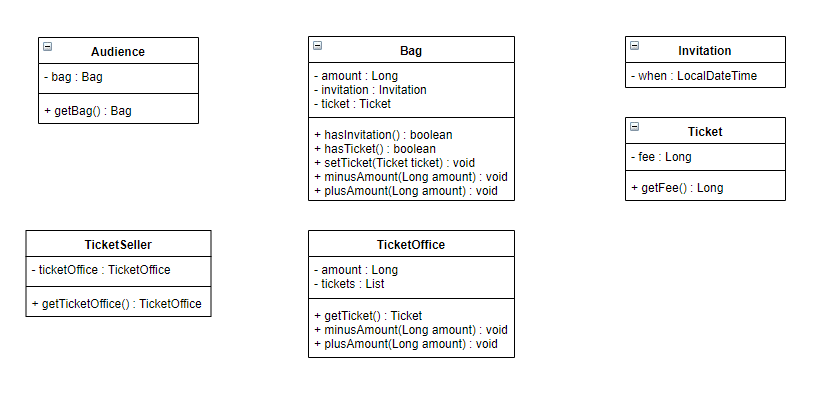 Audience
- bag : Bag
+ getBag() : Bag
Bag
- amount : Long
- invitation : Invitation
- ticket : Ticket
+ hasInvitation() : boolean
+ hasTicket() : boolean
+ setTicket(Ticket ticket) : void
+ minusAmount(Long amount) : void
+ plusAmount(Long amount) : void
Invitation
- when : LocalDateTime
Ticket
- fee : Long
+ getFee() : Long
TicketSeller
- ticketOffice : TicketOffice
+ getTicketOffice() : TicketOffice
TicketOffice
- amount : Long
- tickets : List
+ getTicket() : Ticket
+ minusAmount(Long amount) : void
+ plusAmount(Long amount) : void